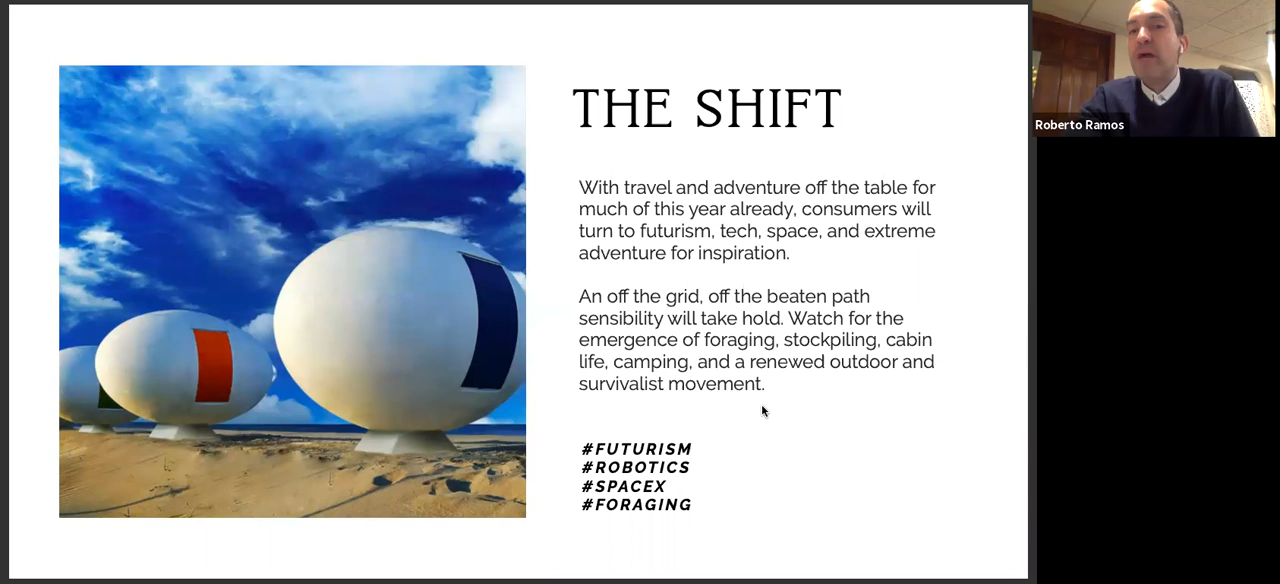 THE SHIFT
With travel and adventure off the table for
much of this year already, consumers will
turn to futurism, tech, space, and extreme
adventure for inspiration.
An off the grid, off the beaten path
sensibility will take hold. Watch for the
emergence of foraging, stockpiling, cabin
life, camping, and a renewed outdoor and
survivalist movement.
#FUTURISM
#ROBOTICS
#SPACEX
#FORAGING
Roberto Ramos